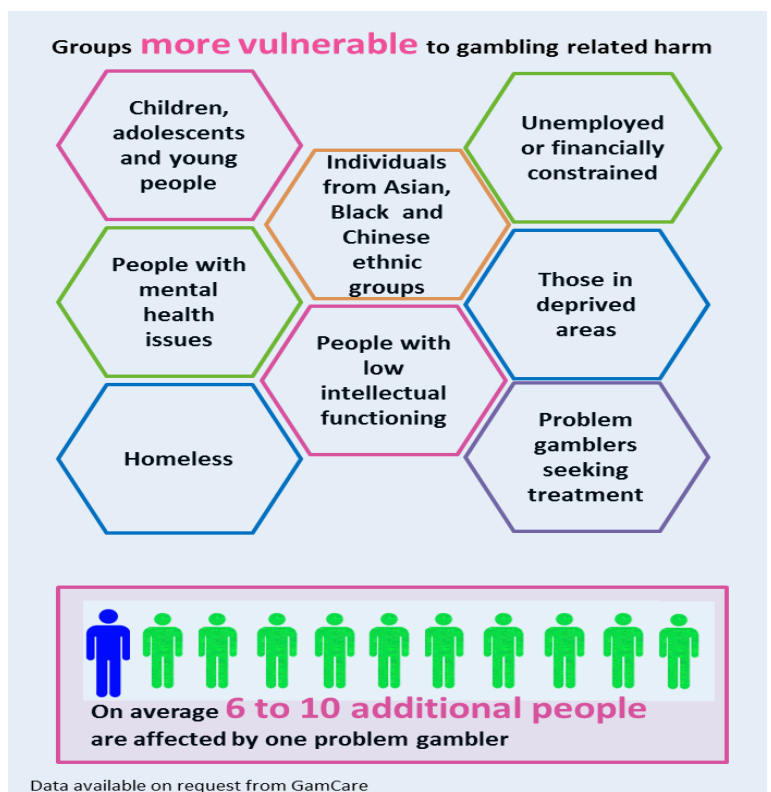 Groups more vulnerable to gambling related harm
Children,
adolescents
and young
people
Individuals
from Asian,
Black and
Chinese
ethnic
groups
Unemployed
or financially
constrained
People with
mental
health
issues
People with
low
intellectual
functioning
Those in
deprived
areas
Homeless
Problem
gamblers
seeking
treatment
On average 6 to 10 additional people
are affected by one problem gambler
Data available on request from GamCare